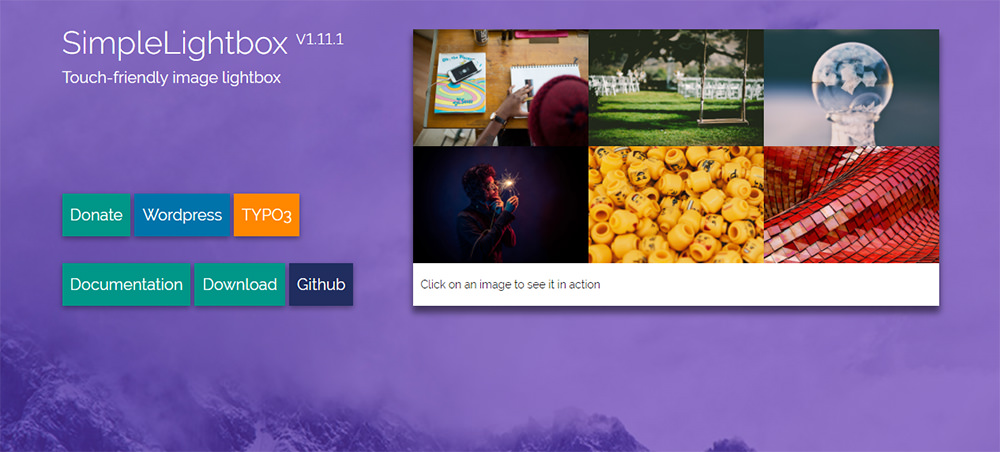 SimpleLightbox V1.11.1
Touch-friendly image lightbox
Donate
Wordpress
TYPO3
Documentation
Download
Github
Click on an image to see it in action